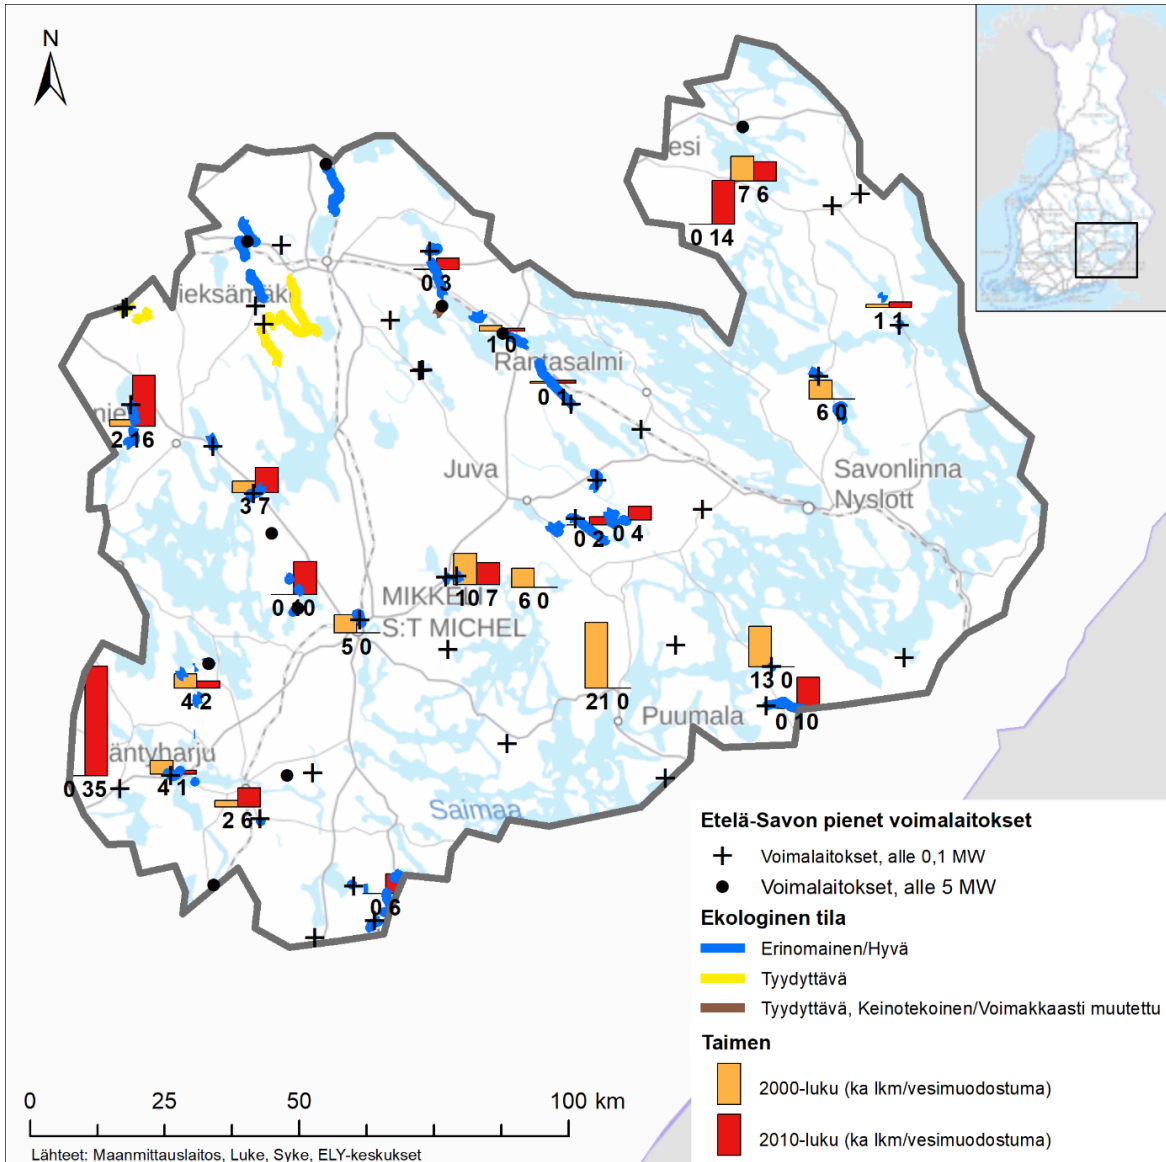 N
esi
7 6
0 14
ieksämäki
0 3
1 1
1 0
Rantasalmi
0 1
6 0
nie
2 16
Juva
Savonlinna
Nyslott
3 7
0 2
0 4
10 7
6 0
0 10
MIKKELI
S:T MICHEL
5 0
13 0
4 2
21 0
Puumala
0 10
äntyharju
0 35
4 1
2 6
Saimaa
0 6
Etelä-Savon pienet voimalaitokset
Voimalaitokset, alle 0,1 MW
Voimalaitokset, alle 5 MW
Ekologinen tila
Erinomainen/Hyvä
Tyydyttävä
Tyydyttävä, Keinotekoinen/Voimakkaasti muutettu
Taimen
2000-luku (ka lkm/vesimuodostuma)
2010-luku (ka lkm/vesimuodostuma)
0 25 50 100 km
Lähteet: Maanmittauslaitos, Luke, Syke, ELY-keskukset